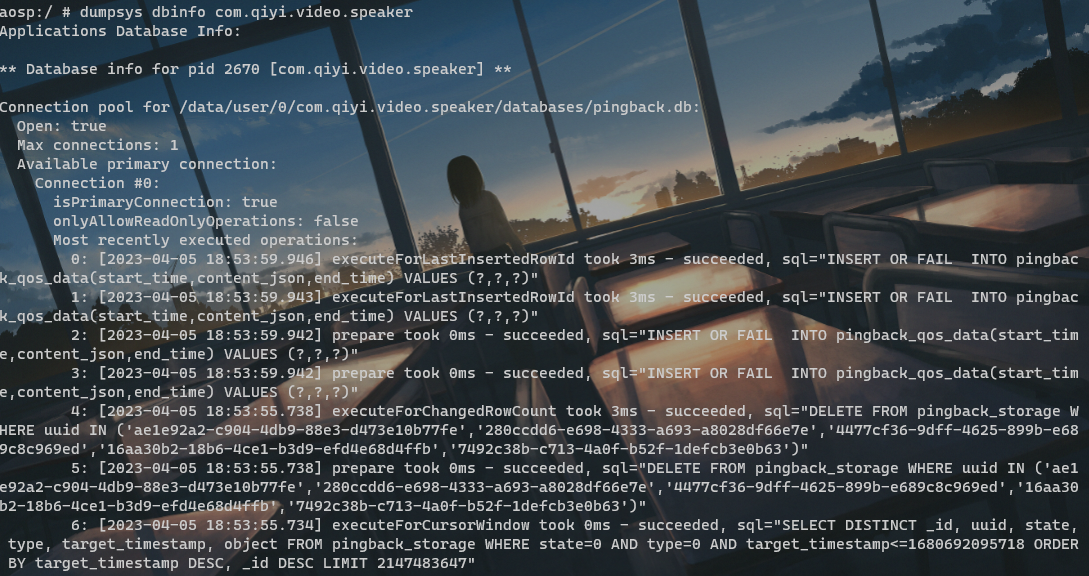 aosp:/ # dumpsys dbinfo com.qiyi.video.speaker
Applications Database Info:
** Database info for pid 2670 [com.qiyi.video.speaker] **
Connection pool for /data/user/0/com.qiyi.video.speaker/databases/pingback.db:
  Open: true
  Max connections: 1
  Available primary connection:
    Connection #0:
      isPrimaryConnection: true
      onlyAllowReadOnlyOperations: false
      Most recently executed operations:
        0: [2023-04-05 18:53:59.946] executeForLastInsertedRowId took 3ms - succeeded, sql="INSERT OR FAIL  INTO pingbac
k_qos_data(start_time,content_json,end_time) VALUES (?,?,?)"
        1: [2023-04-05 18:53:59.943] executeForLastInsertedRowId took 3ms - succeeded, sql="INSERT OR FAIL  INTO pingbac
k_qos_data(start_time,content_json,end_time) VALUES (?,?,?)"
        2: [2023-04-05 18:53:59.942] prepare took 0ms - succeeded, sql="INSERT OR FAIL  INTO pingback_qos_data(start_tim
e,content_json,end_time) VALUES (?,?,?)"
        3: [2023-04-05 18:53:59.942] prepare took 0ms - succeeded, sql="INSERT OR FAIL  INTO pingback_qos_data(start_tim
e,content_json,end_time) VALUES (?,?,?)"
        4: [2023-04-05 18:53:55.738] executeForChangedRowCount took 3ms - succeeded, sql="DELETE FROM pingback_storage W
HERE uuid IN ('ae1e92a2-c904-4db9-88e3-d473e10b77fe','280ccdd6-e698-4333-a693-a8028df66e7e','4477cf36-9dff-4625-899b-e68
9c8c969ed','16aa30b2-18b6-4ce1-b3d9-efd4e68d4ffb','7492c38b-c713-4a0f-b52f-1defcb3e0b63')"
        5: [2023-04-05 18:53:55.738] prepare took 0ms - succeeded, sql="DELETE FROM pingback_storage WHERE uuid IN ('ae1
e92a2-c904-4db9-88e3-d473e10b77fe','280ccdd6-e698-4333-a693-a8028df66e7e','4477cf36-9dff-4625-899b-e689c8c969ed','16aa30
b2-18b6-4ce1-b3d9-efd4e68d4ffb','7492c38b-c713-4a0f-b52f-1defcb3e0b63')"
        6: [2023-04-05 18:53:55.734] executeForCursorWindow took 0ms - succeeded, sql="SELECT DISTINCT _id, uuid, state,
 type, target_timestamp, object FROM pingback_storage WHERE state=0 AND type=0 AND target_timestamp<=1680692095718 ORDER
 BY target_timestamp DESC, _id DESC LIMIT 2147483647"